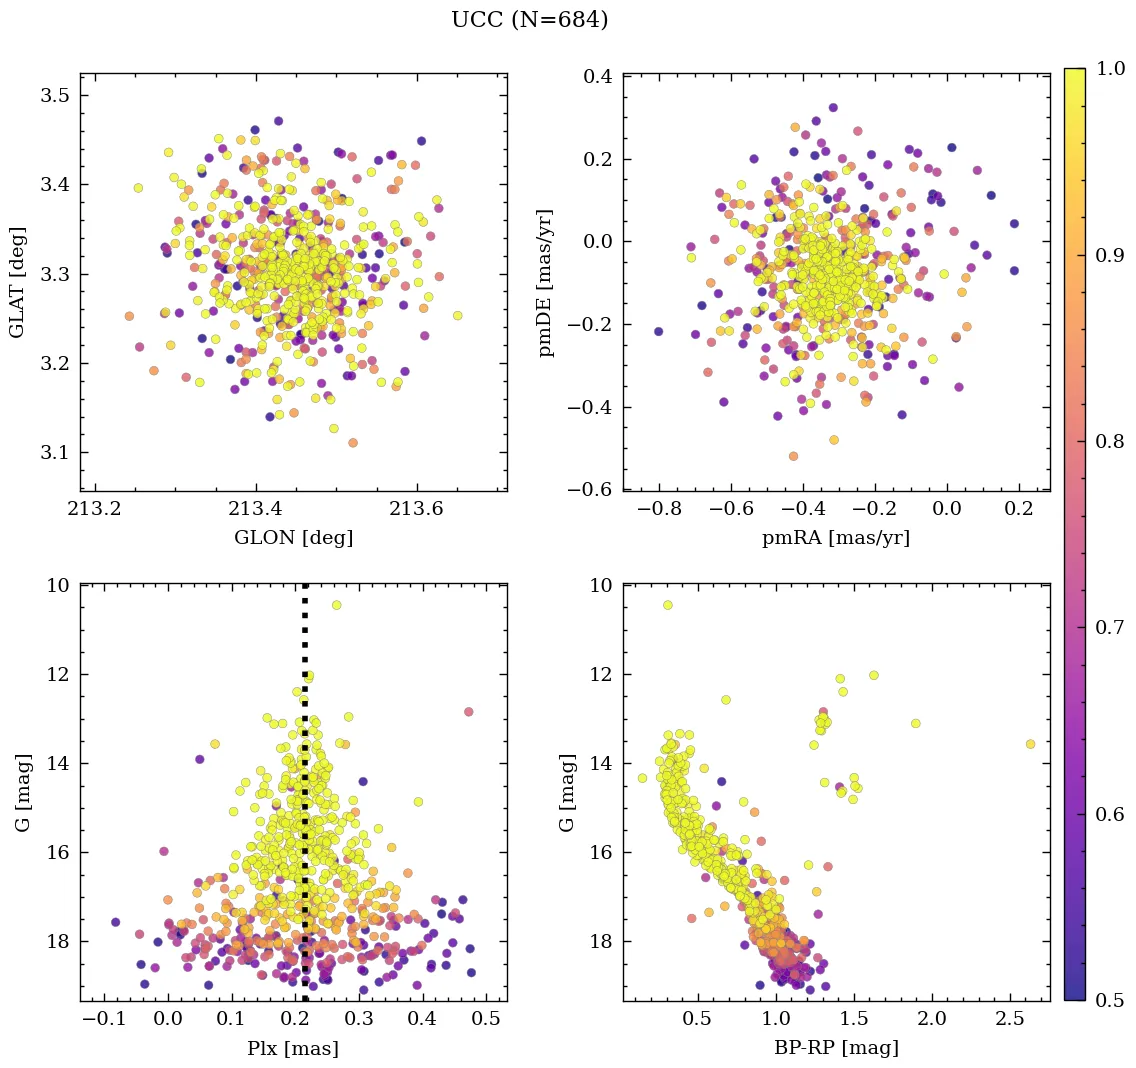 UCC (N=684)
3.5
3.4
3.3
3.2
3.1
GLAT [deg]
213.2 213.4 213.6
GLON [deg]
0.4
0.2
0.0
−0.2
−0.4
−0.6
pmDE [mas/yr]
−0.8 −0.6 −0.4 −0.2 0.0 0.2
pmRA [mas/yr]
10
12
14
16
18
G [mag]
−0.1 0.0 0.1 0.2 0.3 0.4 0.5
Plx [mas]
10
12
14
16
18
G [mag]
0.5 1.0 1.5 2.0 2.5
BP-RP [mag]
1.0
0.9
0.8
0.7
0.6
0.5